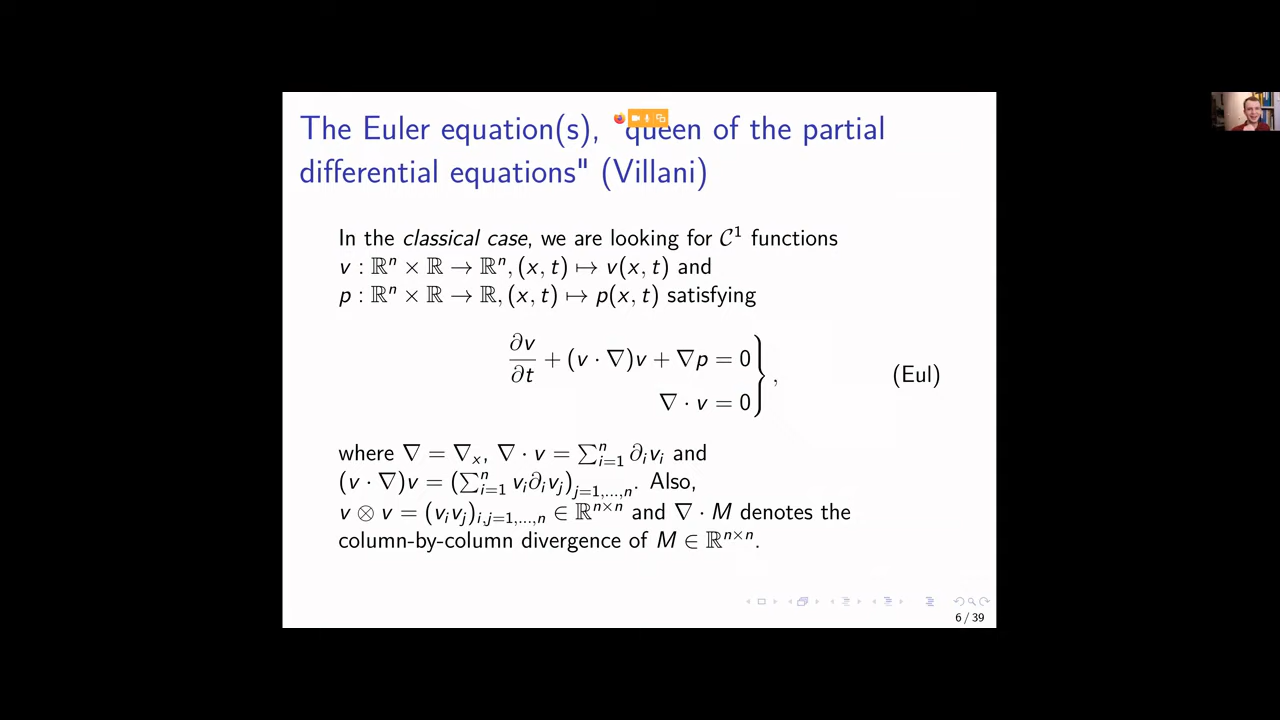 The Euler equation(s), "queen of the partial
differential equations" (Villani)
In the classical case, we are looking for 𝒞¹ functions
v : ℝⁿ × ℝ → ℝⁿ, (x, t) ↦ v(x, t) and
p : ℝⁿ × ℝ → ℝ, (x, t) ↦ p(x, t) satisfying
∂v/∂t + (v · ∇)v + ∇p = 0
∇ · v = 0 } , (Eul)
where ∇ = ∇ₓ, ∇ · v = ∑ⁿᵢ₌₁ ∂ᵢvᵢ and
(v · ∇)v = (∑ⁿᵢ₌₁ vᵢ∂ᵢvⱼ)ⱼ₌₁,...,ₙ. Also,
v ⊗ v = (vᵢvⱼ)ᵢ,ⱼ₌₁,...,ₙ ∈ ℝⁿˣⁿ and ∇ · M denotes the
column-by-column divergence of M ∈ ℝⁿˣⁿ.
6 / 39